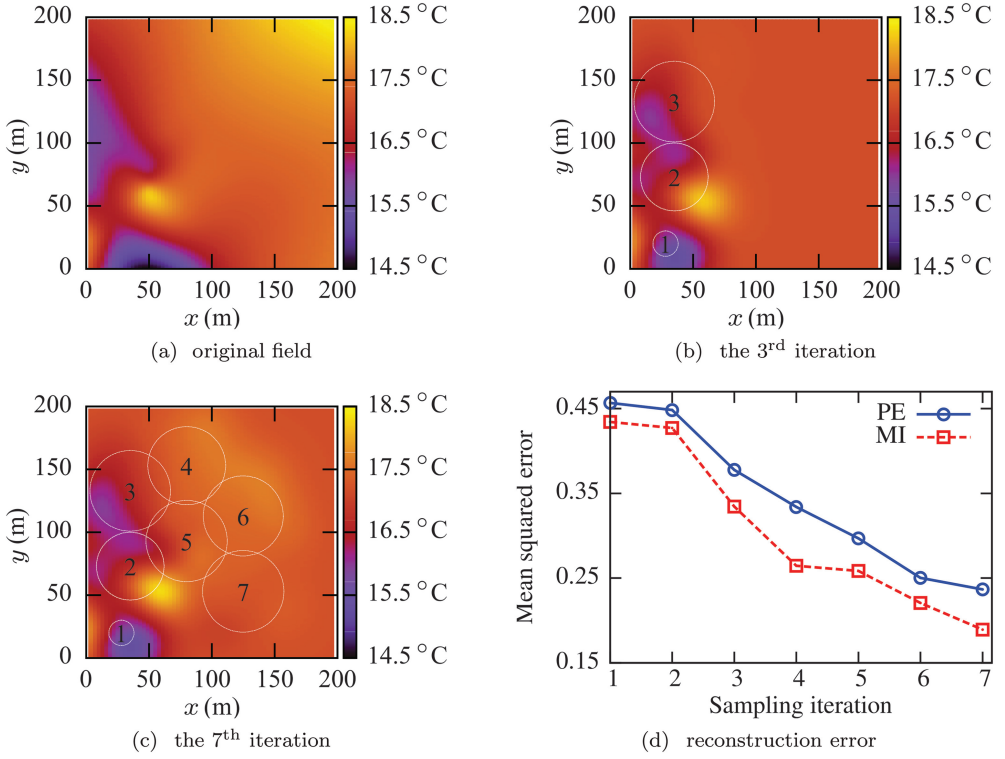 200
150
100
50
0
y (m)
0 50 100 150 200
x (m)
18.5 °C
17.5 °C
16.5 °C
15.5 °C
14.5 °C
(a) original field
200
150
100
50
0
y (m)
3
2
1
0 50 100 150 200
x (m)
18.5 °C
17.5 °C
16.5 °C
15.5 °C
14.5 °C
(b) the 3rd iteration
200
150
100
50
0
y (m)
4
3
6
5
2
7
1
0 50 100 150 200
x (m)
18.5 °C
17.5 °C
16.5 °C
15.5 °C
14.5 °C
(c) the 7th iteration
0.45
0.35
0.25
0.15
Mean squared error
PE
MI
1 2 3 4 5 6 7
Sampling iteration
(d) reconstruction error